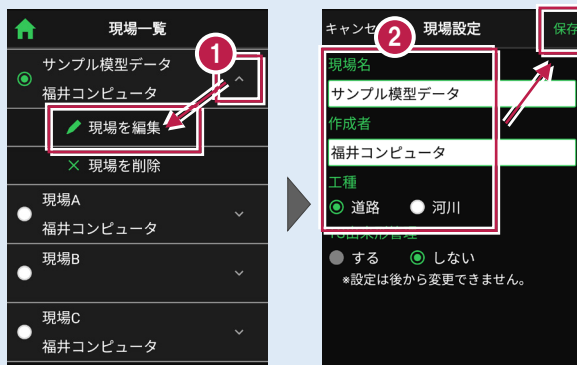 現場一覧
1
サンプル模型データ
福井コンピュータ
現場を編集
現場を削除
現場A
福井コンピュータ
現場B
現場C
福井コンピュータ
キャンセ
2
現場設定
保存
現場名
サンプル模型データ
作成者
福井コンピュータ
工種
道路
河川
する
しない
※設定は後から変更できません。